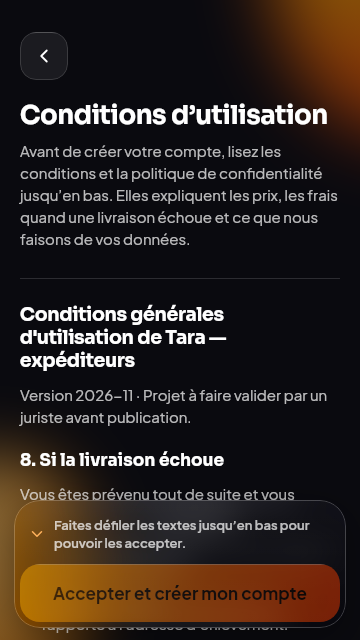 Conditions d’utilisation
Avant de créer votre compte, lisez les
conditions et la politique de confidentialité
jusqu’en bas. Elles expliquent les prix, les frais
quand une livraison échoue et ce que nous
faisons de vos données.
Conditions générales
d'utilisation de Tara —
expéditeurs
Version 2026–11 · Projet à faire valider par un
juriste avant publication.
8. Si la livraison échoue
Vous êtes prévenu tout de suite et vous
Faites défiler les textes jusqu’en bas pour
pouvoir les accepter.
Accepter et créer mon compte